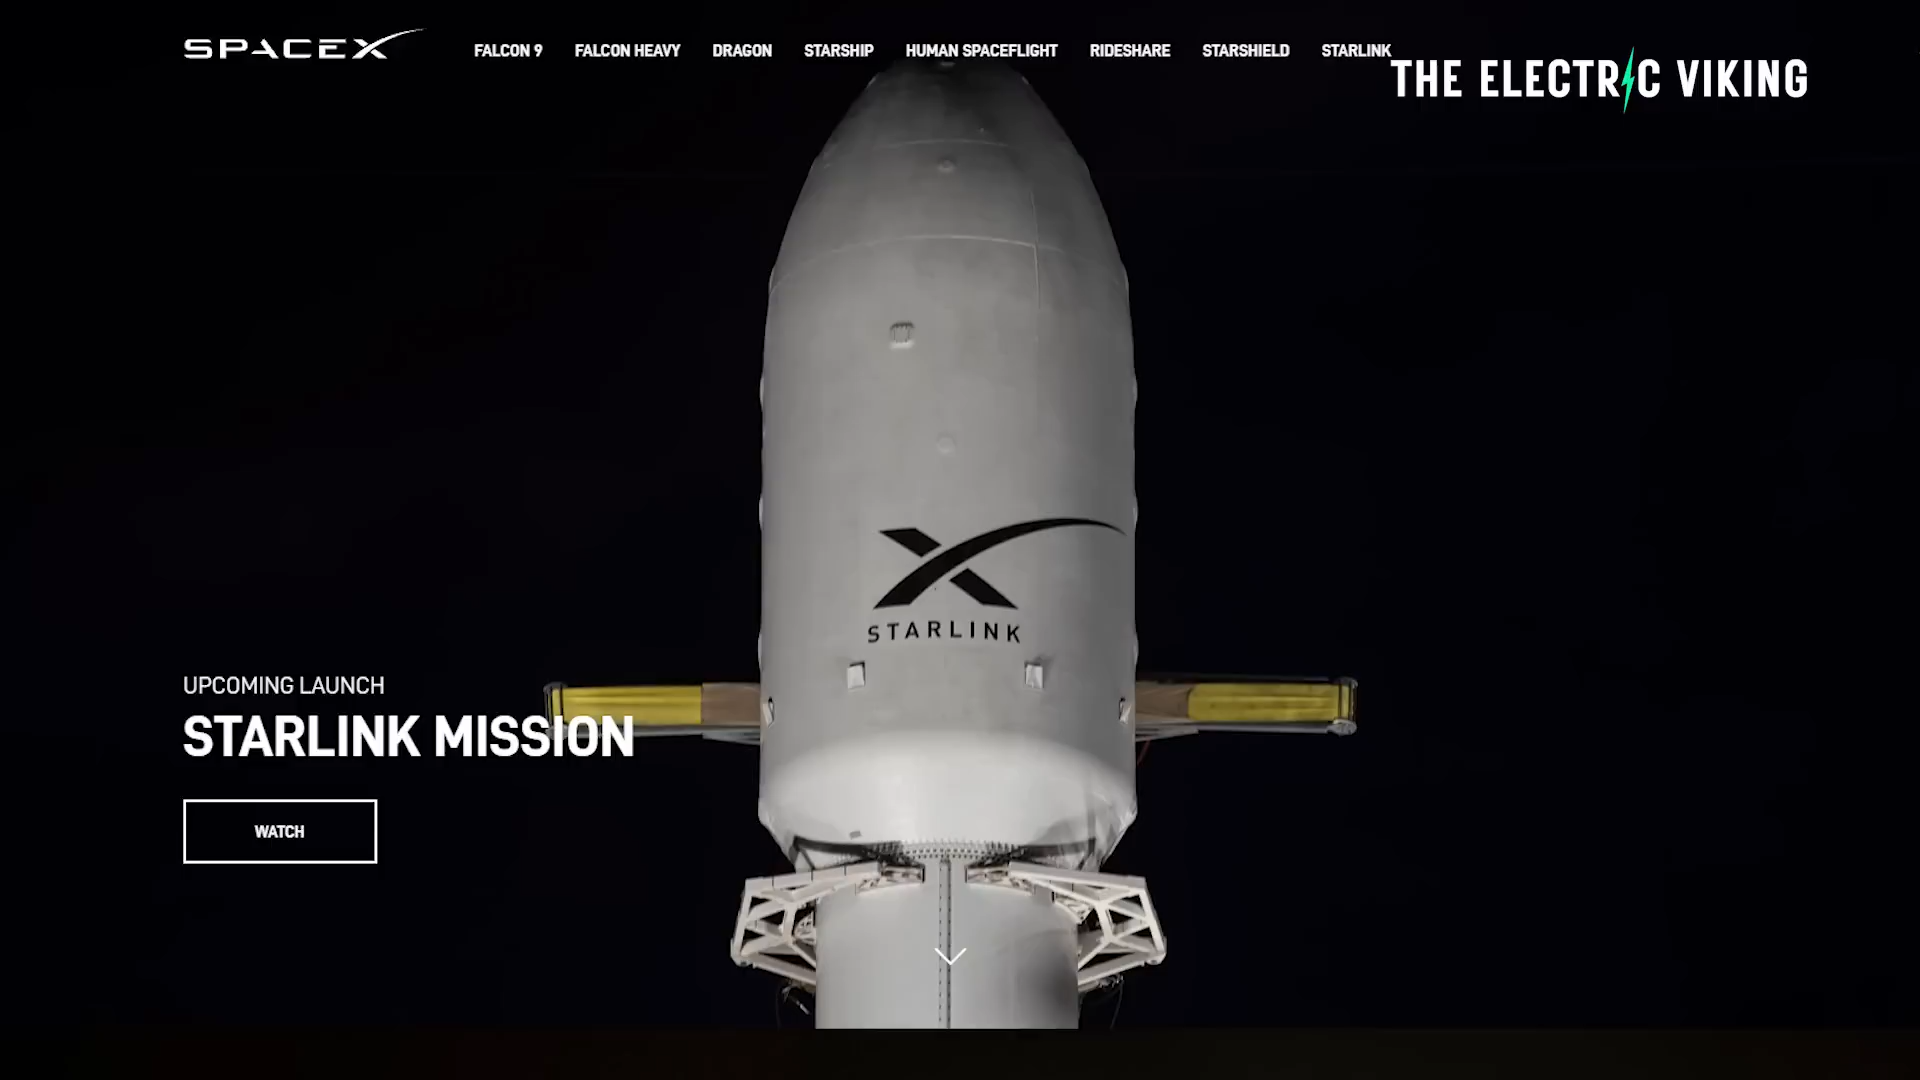 SPACEX
FALCON 9 FALCON HEAVY DRAGON STARSHIP HUMAN SPACEFLIGHT RIDESHARE STARSHIELD STARLINK
THE ELECTRIC VIKING
STARLINK
UPCOMING LAUNCH
STARLINK MISSION
WATCH